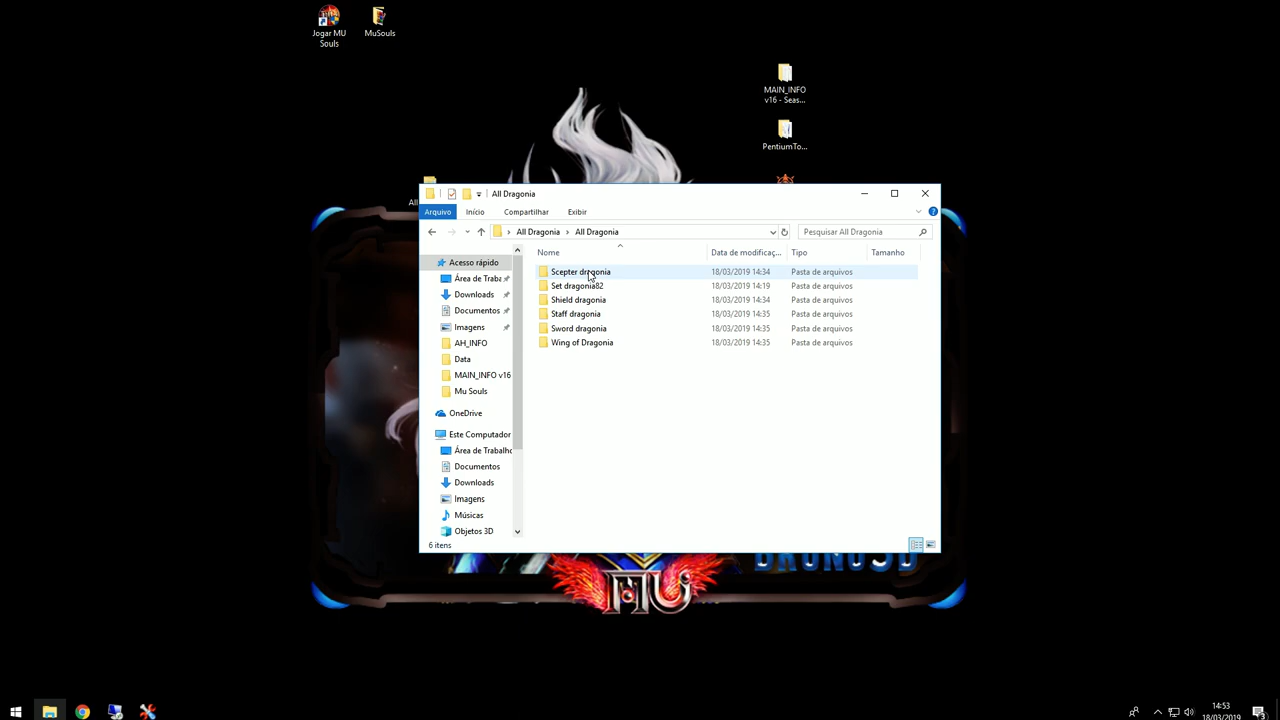 Jogar MU
Souls
MuSouls
MAIN_INFO
v16 - Seas...
PentiumTo...
All
All Dragonia
Arquivo
Início
Compartilhar
Exibir
All Dragonia
All Dragonia
Pesquisar All Dragonia
Nome
Data de modificaç...
Tipo
Tamanho
Acesso rápido
Área de Traba
Downloads
Documentos
Imagens
AH_INFO
Data
MAIN_INFO v16
Mu Souls
OneDrive
Este Computador
Área de Trabalho
Documentos
Downloads
Imagens
Músicas
Objetos 3D
Scepter dragonia 18/03/2019 14:34 Pasta de arquivos
Set dragonia82 18/03/2019 14:19 Pasta de arquivos
Shield dragonia 18/03/2019 14:34 Pasta de arquivos
Staff dragonia 18/03/2019 14:35 Pasta de arquivos
Sword dragonia 18/03/2019 14:35 Pasta de arquivos
Wing of Dragonia 18/03/2019 14:35 Pasta de arquivos
6 itens
BRUNO3D
MU
14:53
18/03/2019